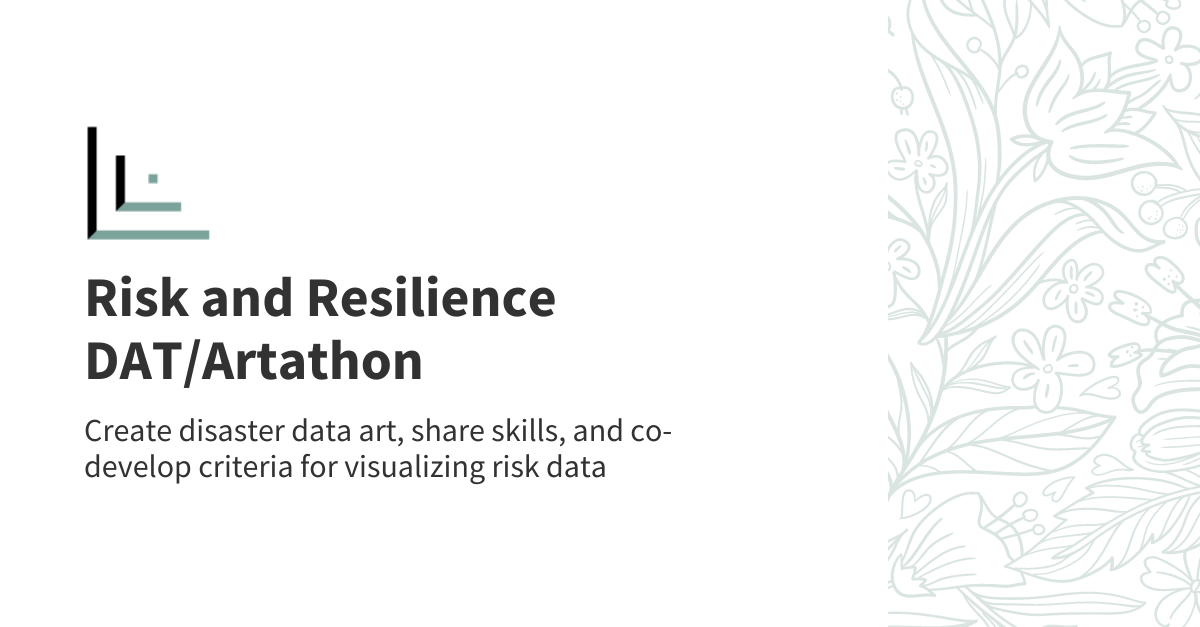 Risk and Resilience
DAT/Artathon
Create disaster data art, share skills, and co-
develop criteria for visualizing risk data